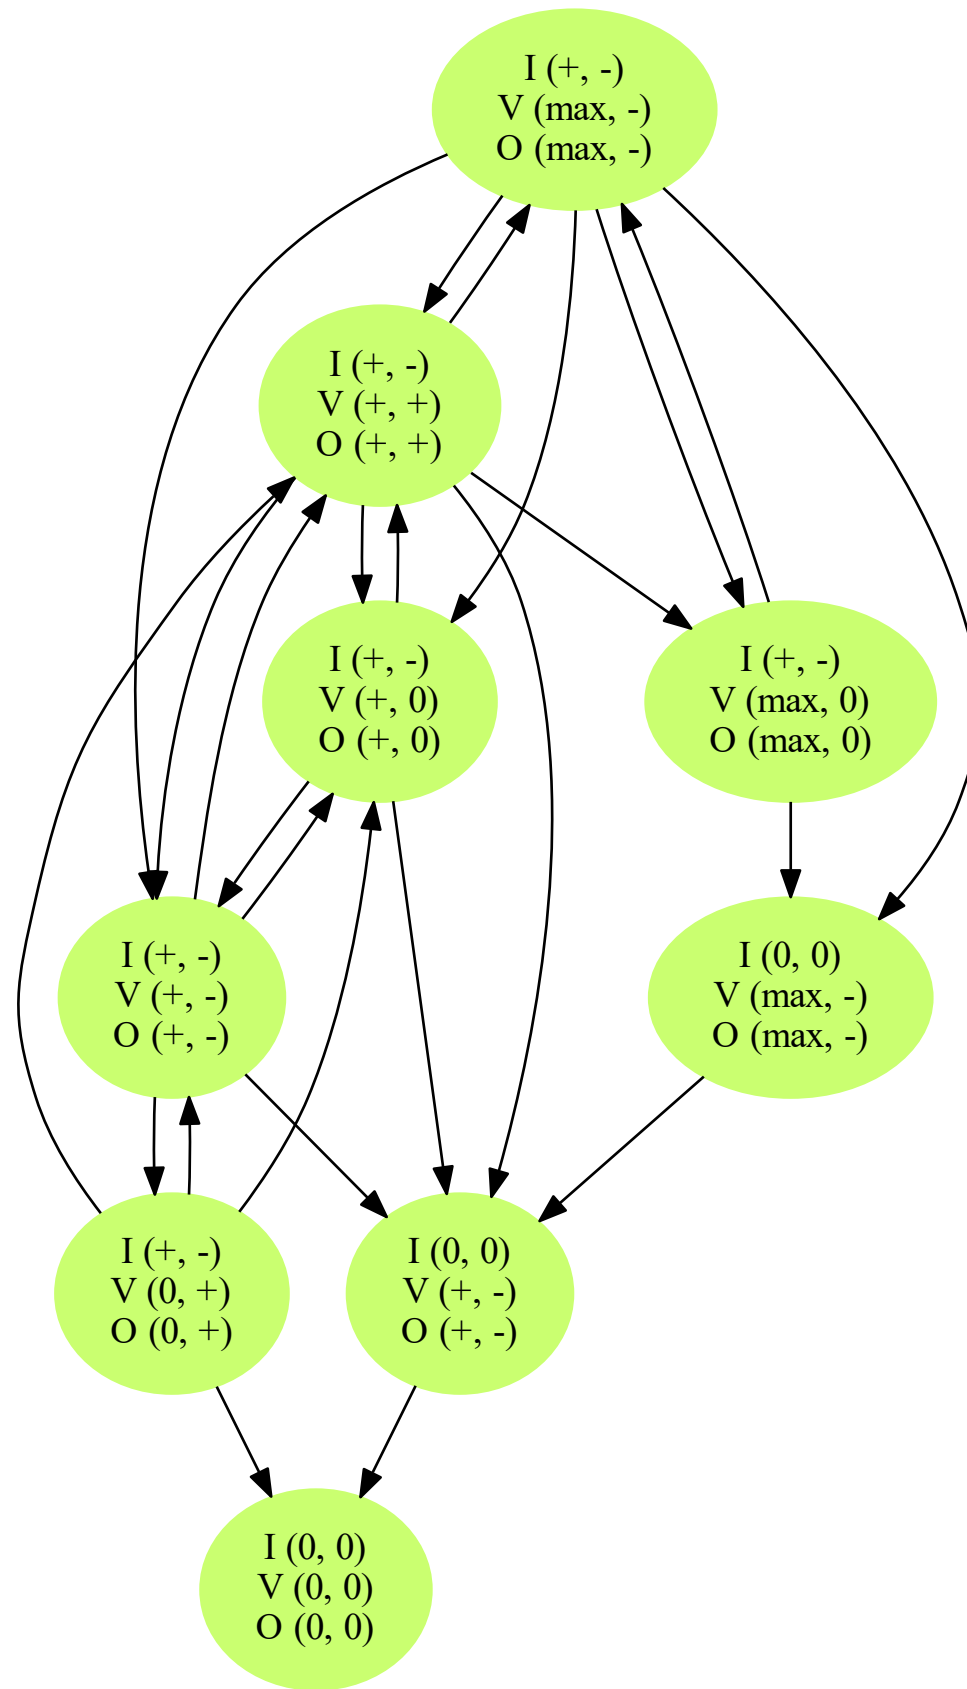 I (+, -)
V (max, -)
O (max, -)
I (+, -)
V (+, +)
O (+, +)
I (+, -)
V (+, 0)
O (+, 0)
I (+, -)
V (max, 0)
O (max, 0)
I (+, -)
V (+, -)
O (+, -)
I (0, 0)
V (max, -)
O (max, -)
I (+, -)
V (0, +)
O (0, +)
I (0, 0)
V (+, -)
O (+, -)
I (0, 0)
V (0, 0)
O (0, 0)